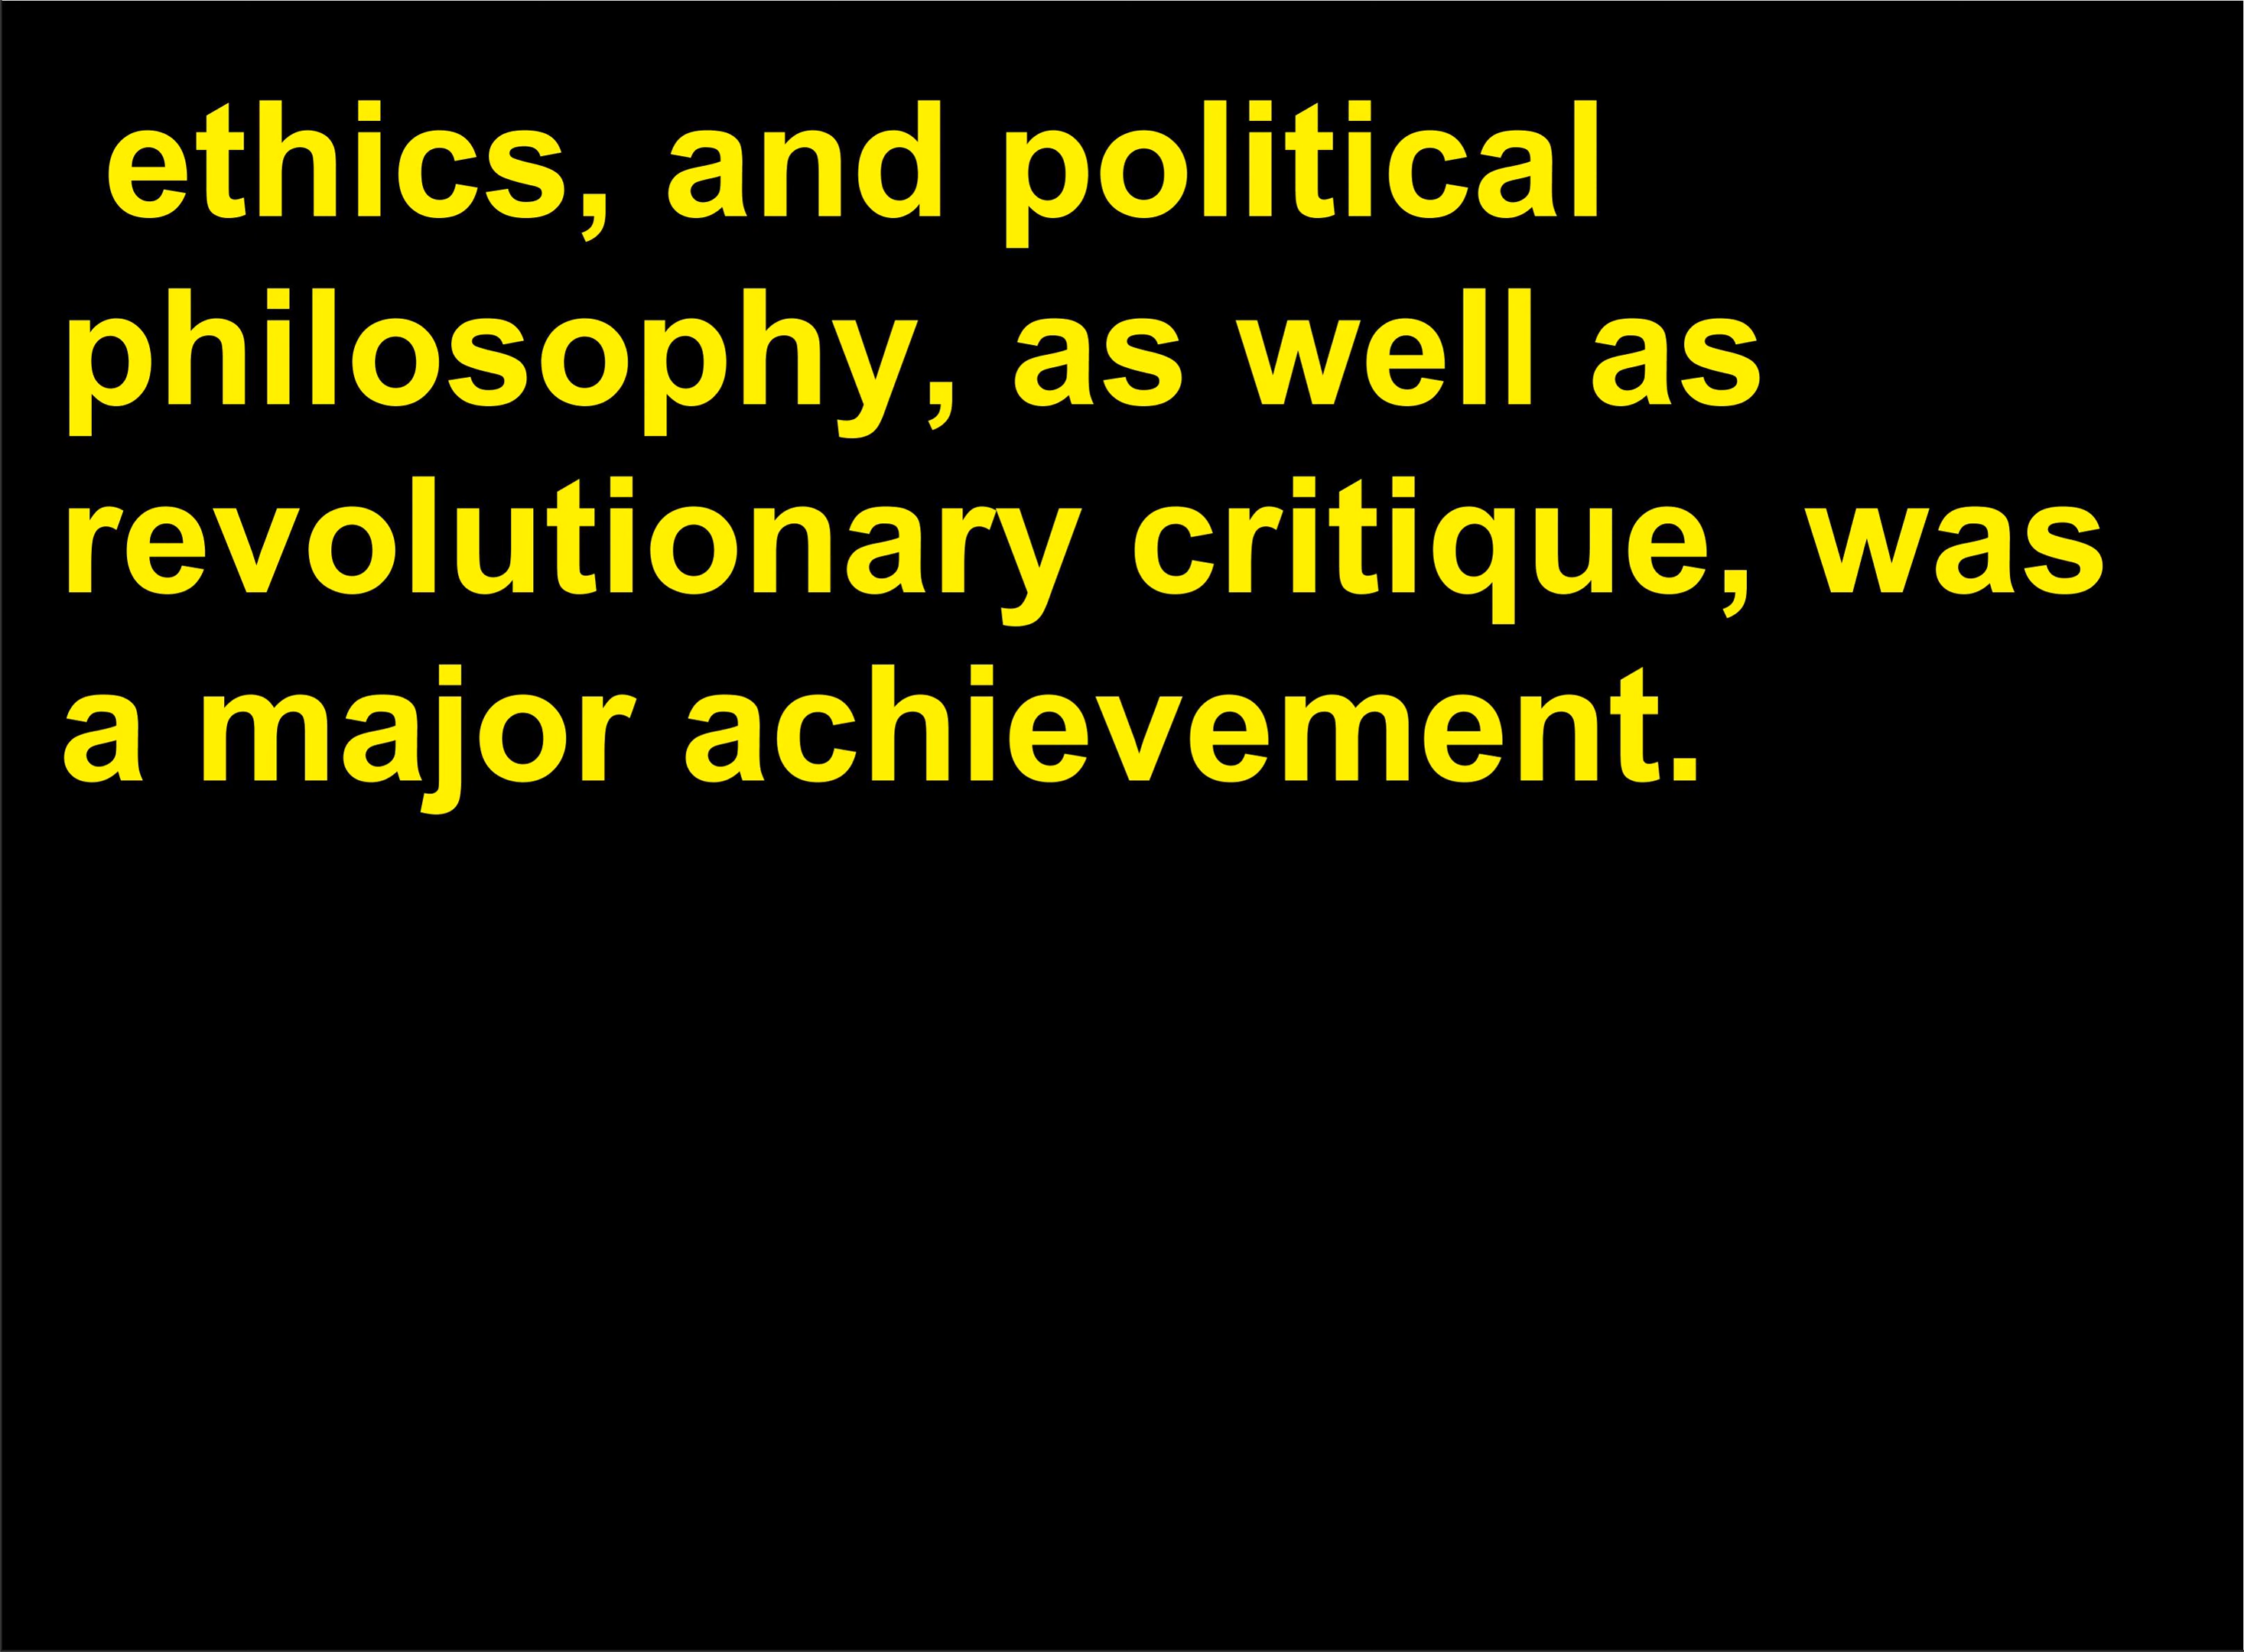 ethics, and political
philosophy, as well as
revolutionary critique, was
a major achievement.